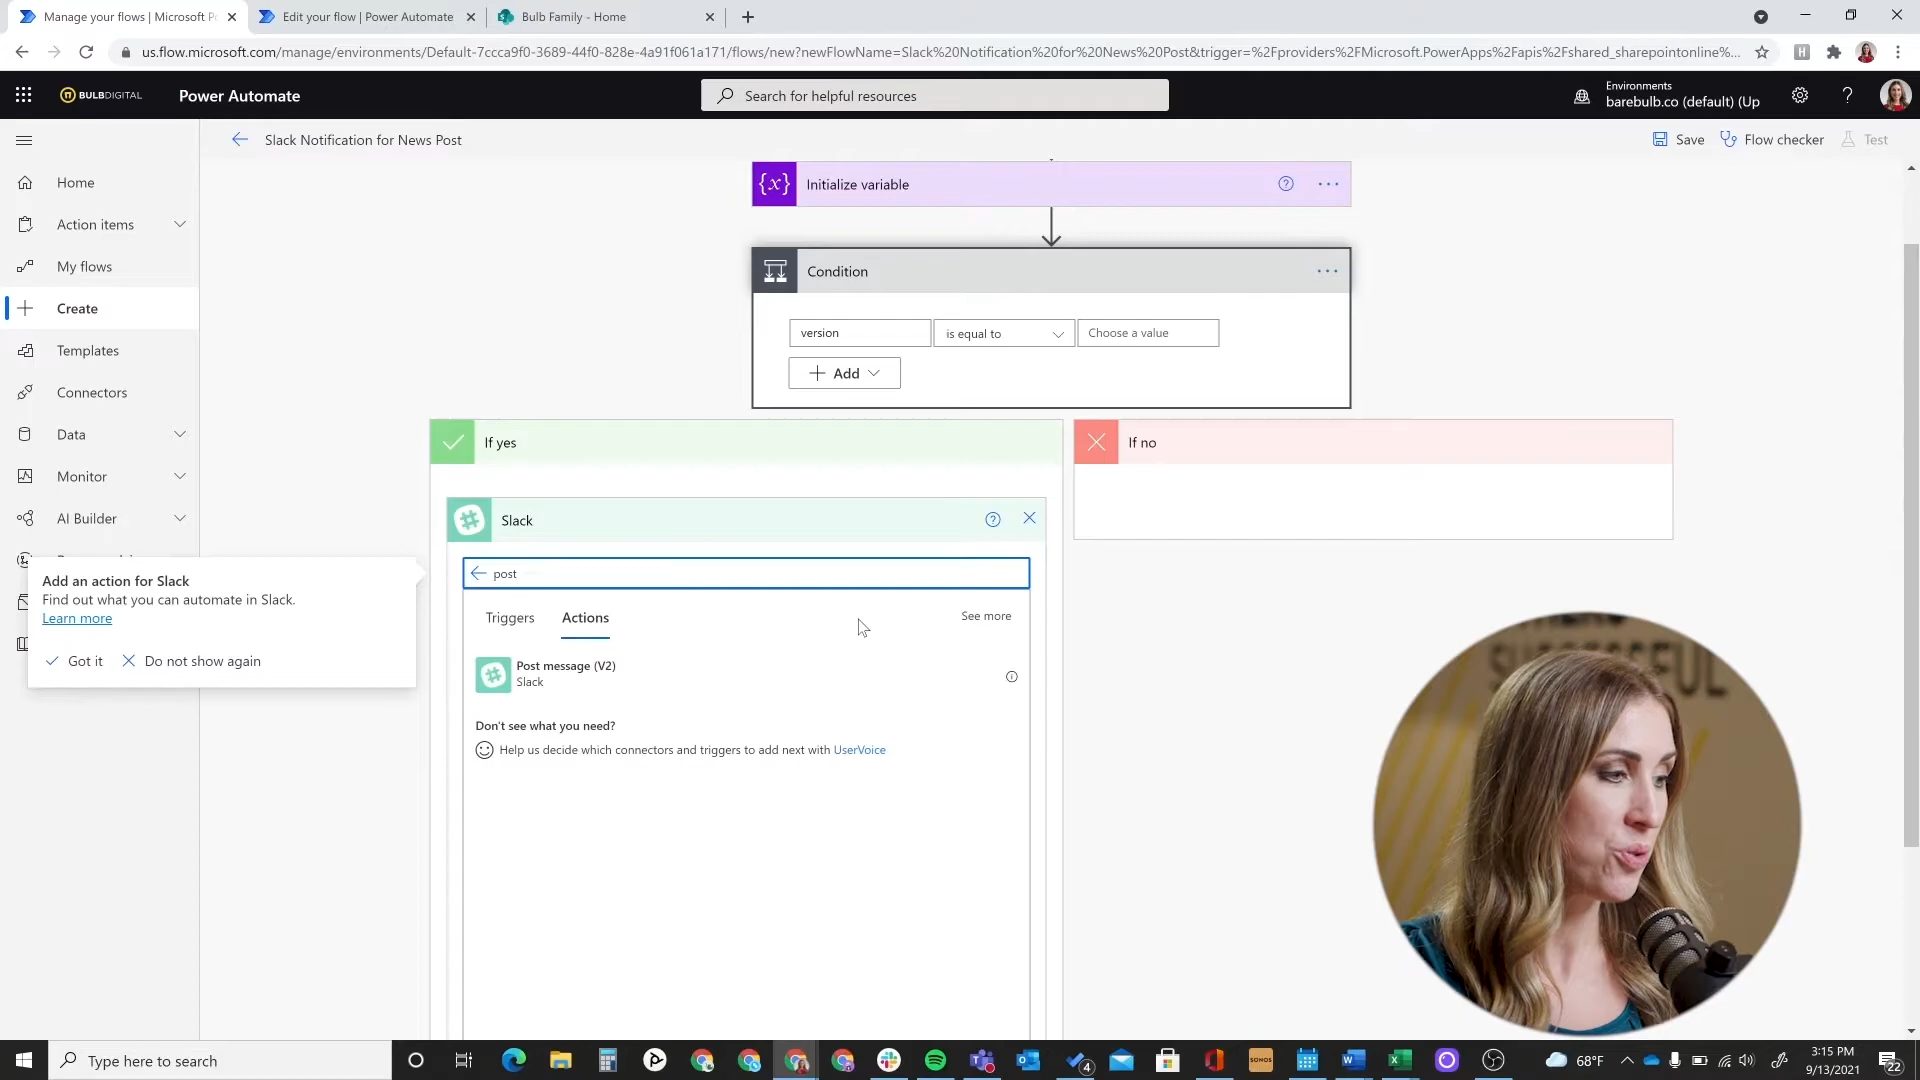 Manage your flows | Microsoft Po
Edit your flow | Power Automate
Bulb Family - Home
us.flow.microsoft.com/manage/environments/Default-7ccca9f0-3689-44f0-828e-4a91f061a171/flows/new?newFlowName=Slack%20Notification%20for%20News%20Post&trigger=%2Fproviders%2FMicrosoft.PowerApps%2Fapis%2Fshared_sharepointonline%...
BULBDIGITAL
Power Automate
Search for helpful resources
Environments
barebulb.co (default) (Up
Slack Notification for News Post
Save
Flow checker
Test
Home
Action items
My flows
Create
Templates
Connectors
Data
Monitor
AI Builder
Add an action for Slack
Find out what you can automate in Slack.
Learn more
Got it
Do not show again
{x}
Initialize variable
Condition
version
is equal to
Choose a value
Add
If yes
If no
Slack
post
Triggers
Actions
See more
Post message (V2)
Slack
Don't see what you need?
Help us decide which connectors and triggers to add next with UserVoice
Type here to search
SONOS
4
68°F
3:15 PM
9/13/2021
22